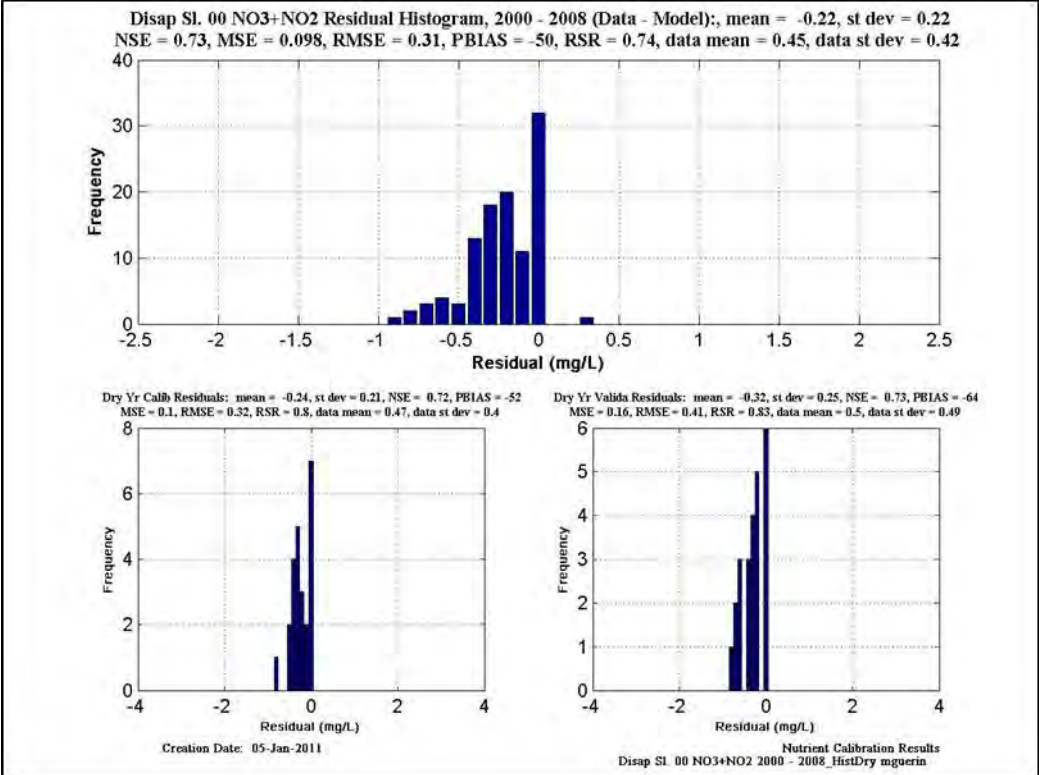 Disap Sl. 00 NO3+NO2 Residual Histogram, 2000 - 2008 (Data - Model):, mean = -0.22, st dev = 0.22
NSE = 0.73, MSE = 0.098, RMSE = 0.31, PBIAS = -50, RSR = 0.74, data mean = 0.45, data st dev = 0.42
40
30
20
10
0
Frequency
-2.5 -2 -1.5 -1 -0.5 0 0.5 1 1.5 2 2.5
Residual (mg/L)
Dry Yr Calib Residuals: mean = -0.24, st dev = 0.21, NSE = 0.72, PBIAS = -52
MSE = 0.1, RMSE = 0.32, RSR = 0.8, data mean = 0.47, data st dev = 0.4
8
6
4
2
0
Frequency
-4 -2 0 2 4
Residual (mg/L)
Dry Yr Valida Residuals: mean = -0.32, st dev = 0.25, NSE = 0.73, PBIAS = -64
MSE = 0.16, RMSE = 0.41, RSR = 0.83, data mean = 0.5, data st dev = 0.49
6
5
4
3
2
1
0
Frequency
-4 -2 0 2 4
Residual (mg/L)
Creation Date: 05-Jan-2011
Nutrient Calibration Results
Disap Sl. 00 NO3+NO2 2000 - 2008_HistDry mguerin